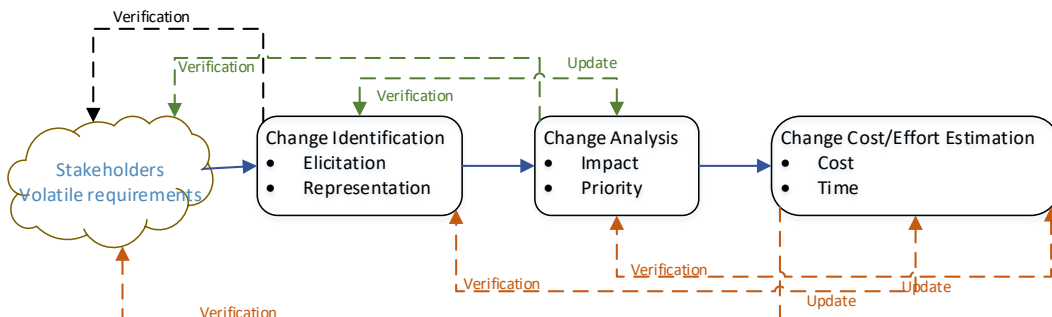 Verification
Verification
Update
Verification
Stakeholders
Volatile requirements
Change Identification
• Elicitation
• Representation
Change Analysis
• Impact
• Priority
Change Cost/Effort Estimation
• Cost
• Time
Verification
Verification
Update
Update
Verification